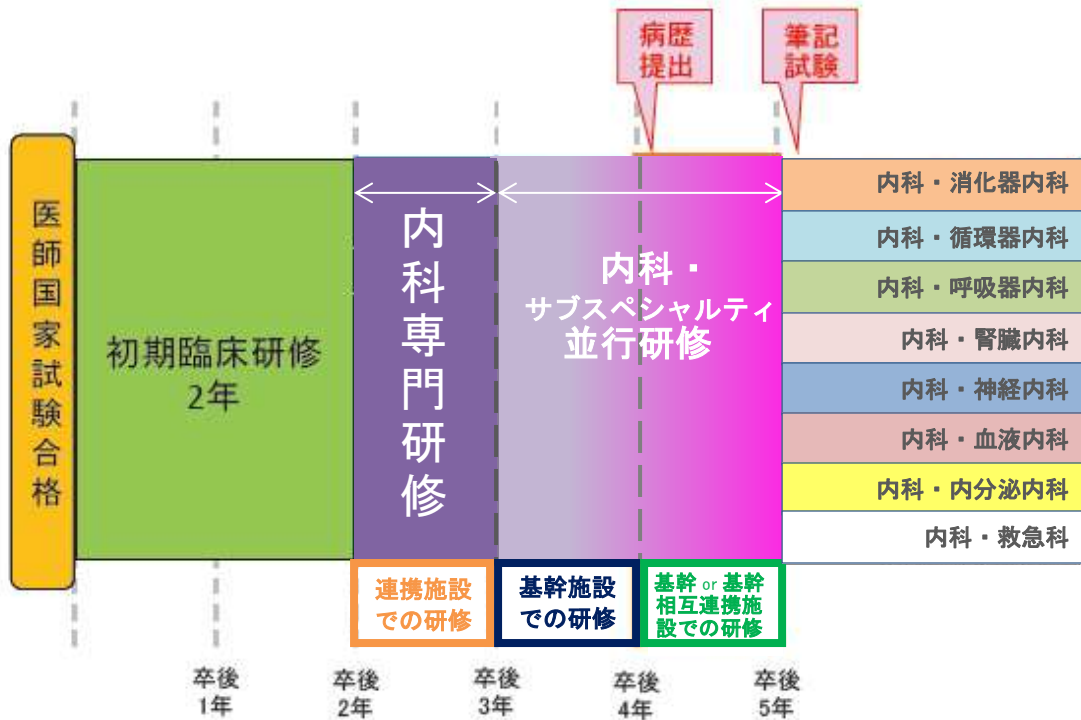 病歴
提出
筆記
試験
医師国家試験合格
初期臨床研修
2年
内科専門研修
内科・
サブスペシャルティ
並行研修
内科・消化器内科
内科・循環器内科
内科・呼吸器内科
内科・腎臓内科
内科・神経内科
内科・血液内科
内科・内分泌内科
内科・救急科
連携施設
での研修
基幹施設
での研修
基幹 or 基幹
相互連携施
設での研修
卒後
1年
卒後
2年
卒後
3年
卒後
4年
卒後
5年